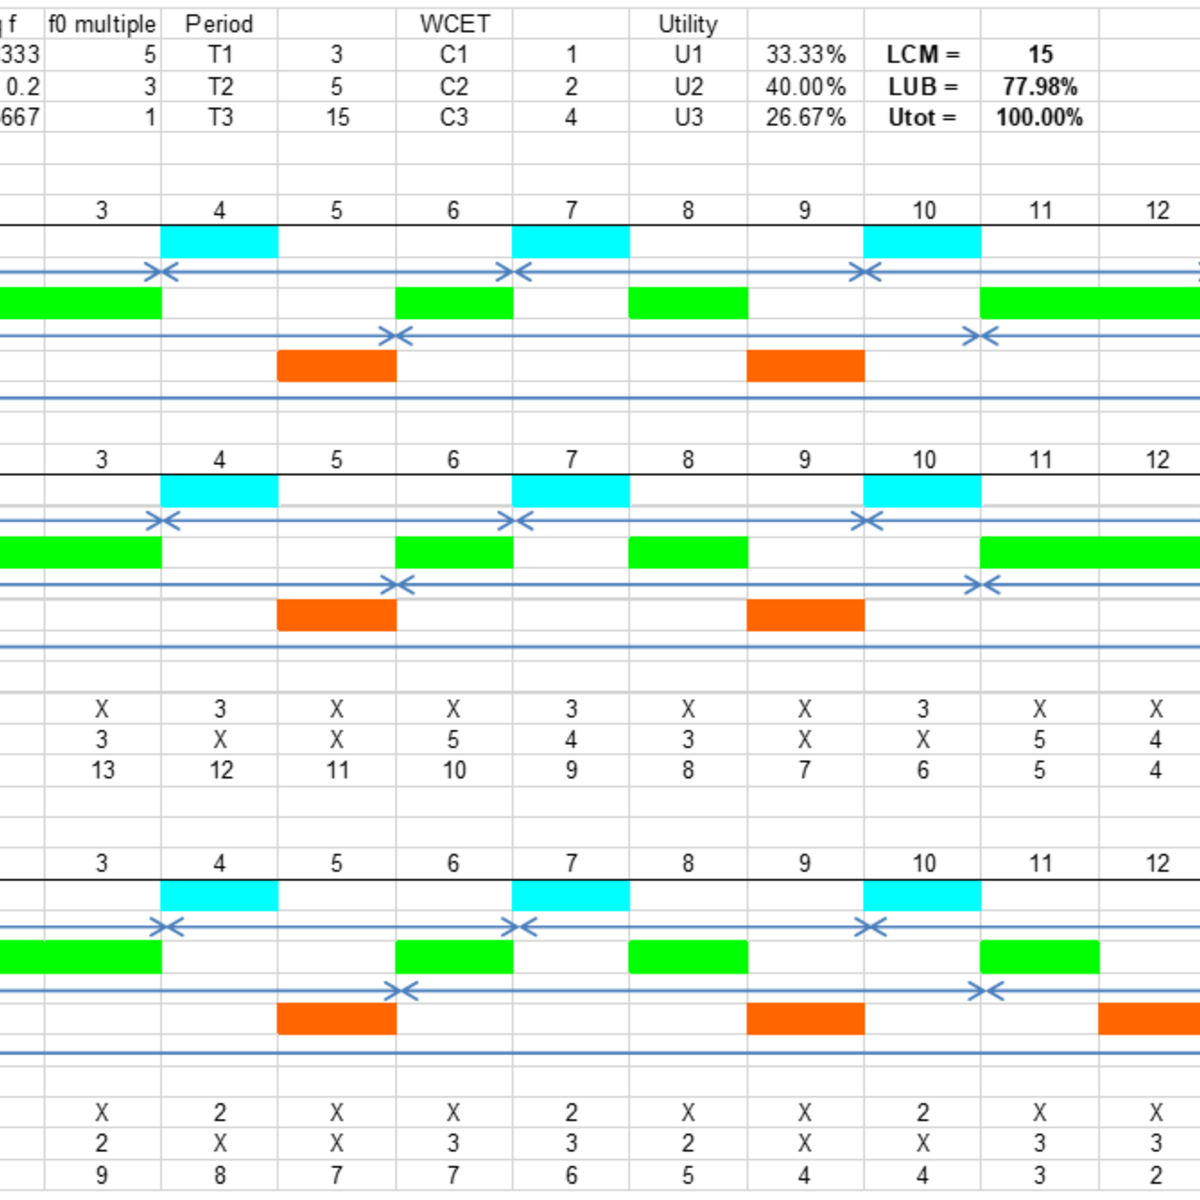 f f0 multiple Period WCET Utility
333 5 T1 3 C1 1 U1 33.33% LCM = 15
0.2 3 T2 5 C2 2 U2 40.00% LUB = 77.98%
667 1 T3 15 C3 4 U3 26.67% Utot = 100.00%
3 4 5 6 7 8 9 10 11 12
3 4 5 6 7 8 9 10 11 12
X 3 X X 3 X X 3 X X
3 X X 5 4 3 X X 5 4
13 12 11 10 9 8 7 6 5 4
3 4 5 6 7 8 9 10 11 12
X 2 X X 2 X X 2 X X
2 X X 3 3 2 X X 3 3
9 8 7 7 6 5 4 4 3 2